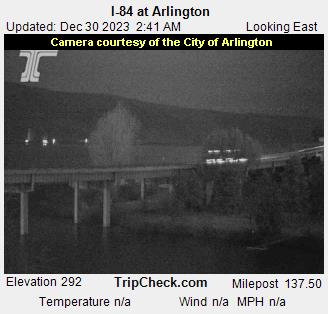 I-84 at Arlington
Updated: Dec 30 2023 2:41 AM Looking East
Camera courtesy of the City of Arlington
Elevation 292 TripCheck.com Milepost 137.50
Temperature n/a Wind n/a MPH n/a